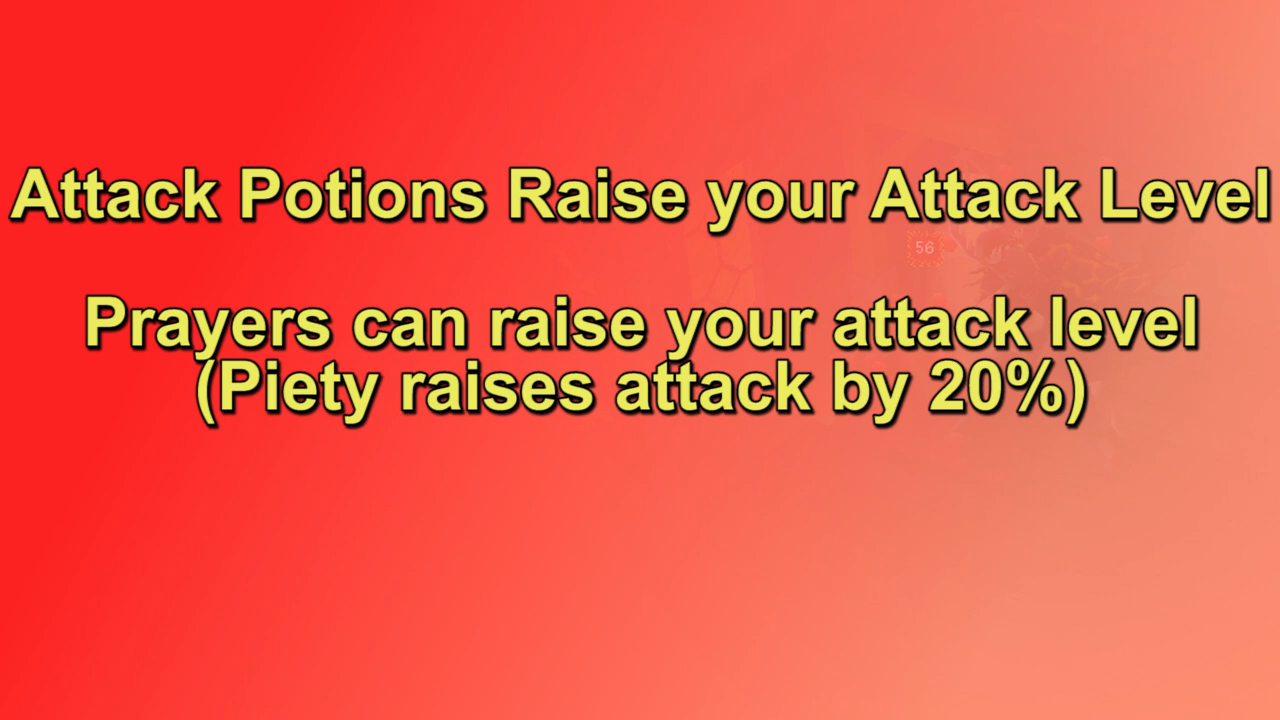 Attack Potions Raise your Attack Level
56
Prayers can raise your attack level
(Piety raises attack by 20%)